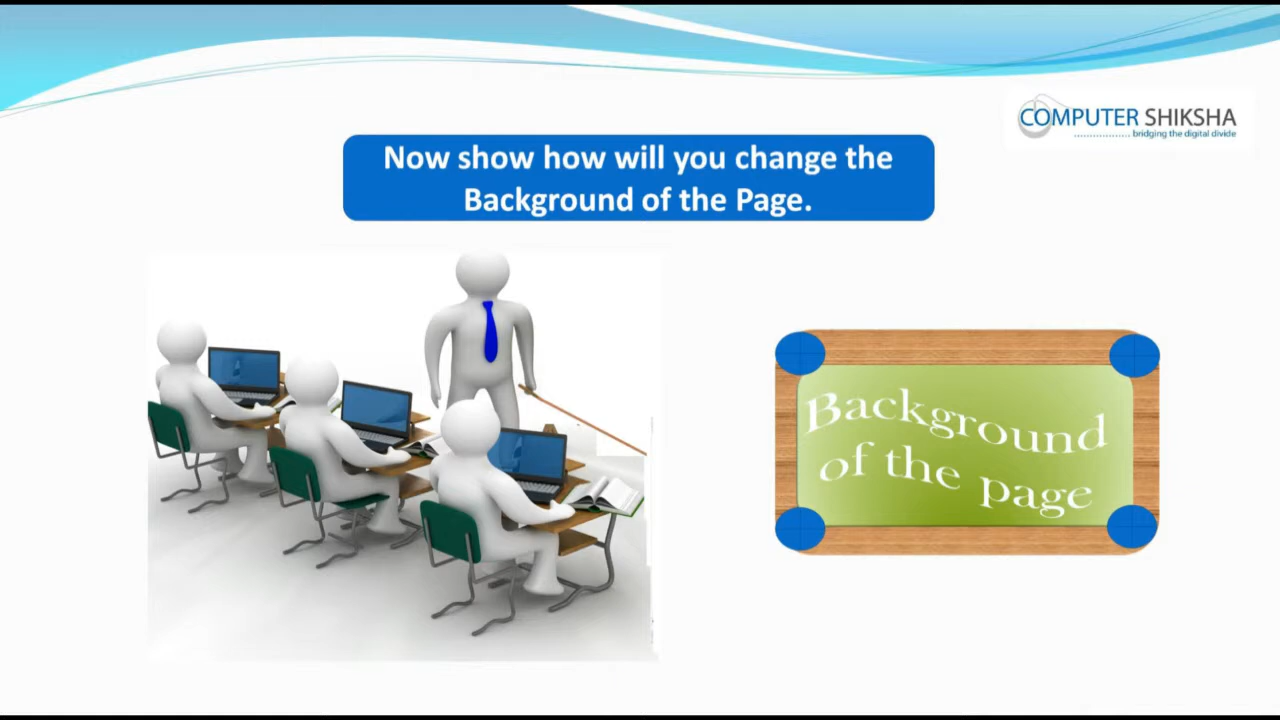 COMPUTER SHIKSHA
bridging the digital divide
Now show how will you change the
Background of the Page.
Background
of the page